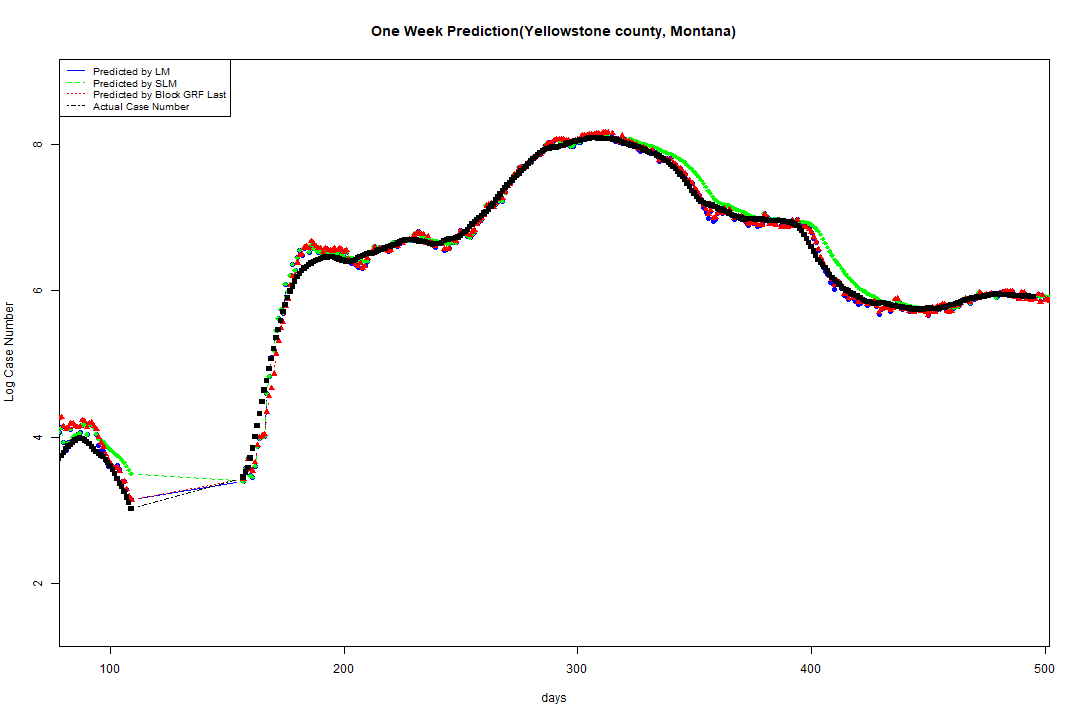 One Week Prediction(Yellowstone county, Montana)
Predicted by LM
Predicted by SLM
Predicted by Block GRF Last
Actual Case Number
Log Case Number
8
6
4
2
100 200 300 400 500
days